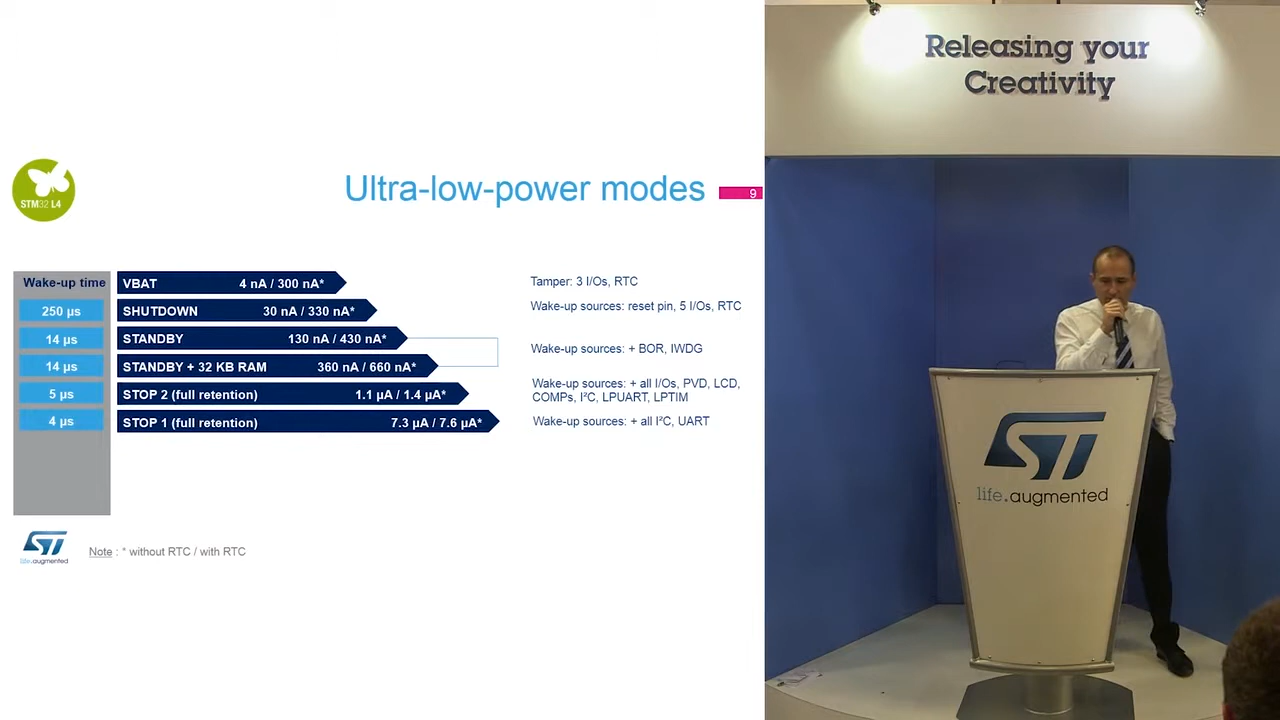 Releasing your
Creativity
STM32 L4
Ultra-low-power modes
9
Wake-up time
VBAT 4 nA / 300 nA*
Tamper: 3 I/Os, RTC
250 µs
SHUTDOWN 30 nA / 330 nA*
Wake-up sources: reset pin, 5 I/Os, RTC
14 µs
STANDBY 130 nA / 430 nA*
Wake-up sources: + BOR, IWDG
14 µs
STANDBY + 32 KB RAM 360 nA / 660 nA*
5 µs
STOP 2 (full retention) 1.1 µA / 1.4 µA*
Wake-up sources: + all I/Os, PVD, LCD,
COMPs, I²C, LPUART, LPTIM
4 µs
STOP 1 (full retention) 7.3 µA / 7.6 µA*
Wake-up sources: + all I²C, UART
ST
life.augmented
Note : * without RTC / with RTC
ST
life.augmented